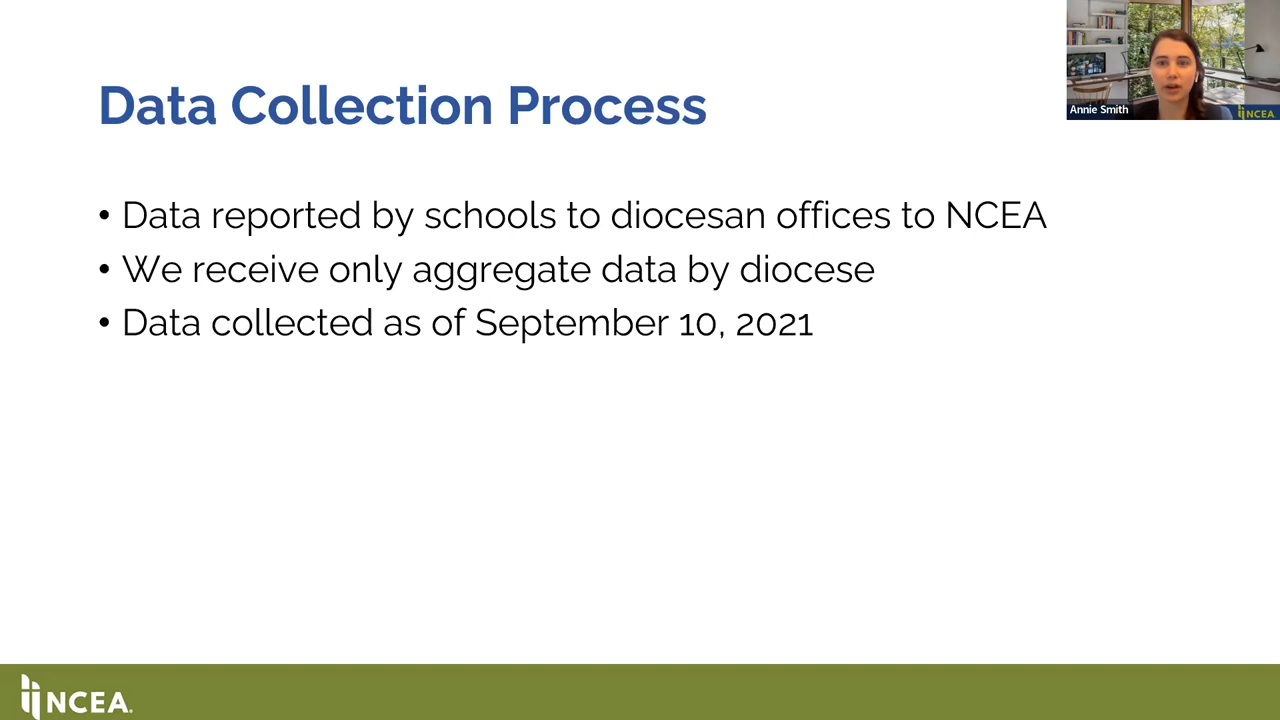 Data Collection Process
• Data reported by schools to diocesan offices to NCEA
• We receive only aggregate data by diocese
• Data collected as of September 10, 2021
Annie Smith
NCEA
NCEA.